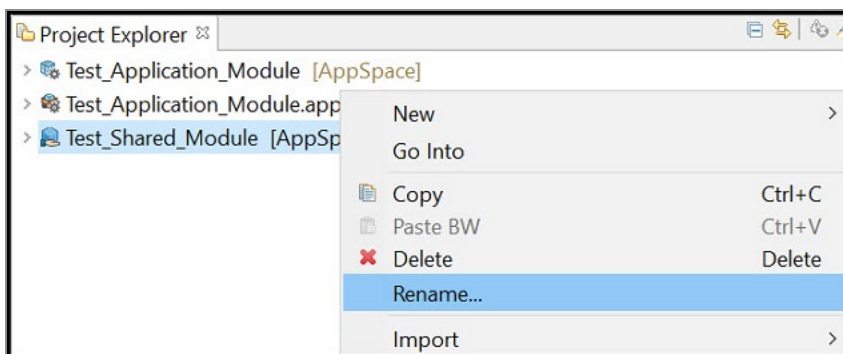 Project Explorer
Test_Application_Module [AppSpace]
Test_Application_Module.app
Test_Shared_Module [AppSp
New
Go Into
Copy Ctrl+C
Paste BW Ctrl+V
Delete Delete
Rename...
Import